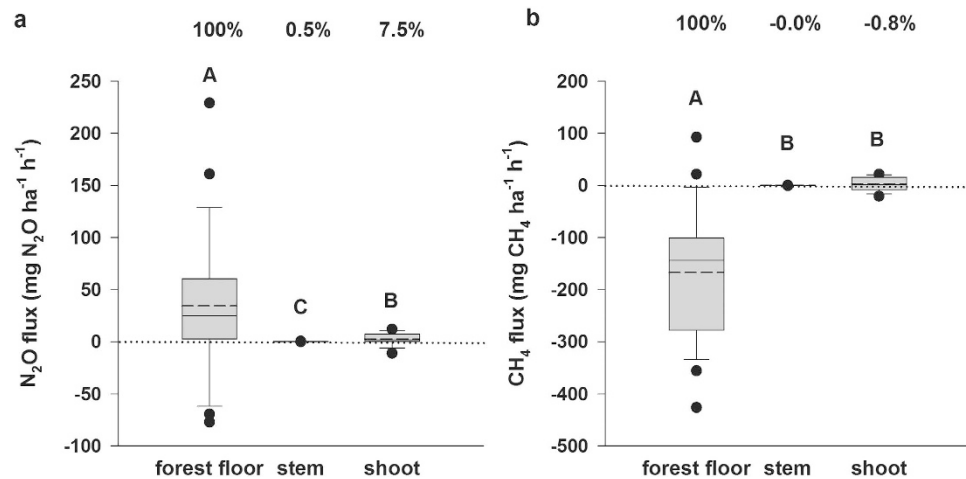 a
100% 0.5% 7.5%
N₂O flux (mg N₂O ha⁻¹ h⁻¹)
250
200
150
100
50
0
-50
-100
A
C
B
forest floor stem shoot
b
100% -0.0% -0.8%
CH₄ flux (mg CH₄ ha⁻¹ h⁻¹)
200
100
0
-100
-200
-300
-400
-500
A
B
B
forest floor stem shoot